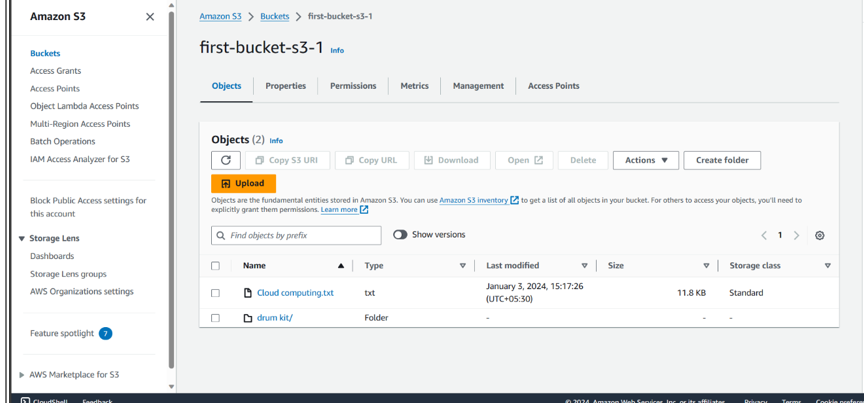 Amazon S3
Amazon S3 > Buckets > first-bucket-s3-1
first-bucket-s3-1 Info
Buckets
Access Grants
Access Points
Object Lambda Access Points
Multi-Region Access Points
Batch Operations
IAM Access Analyzer for S3
Block Public Access settings for
this account
Storage Lens
Dashboards
Storage Lens groups
AWS Organizations settings
Feature spotlight 7
AWS Marketplace for S3
Objects Properties Permissions Metrics Management Access Points
Objects (2) Info
Copy S3 URI Copy URL Download Open Delete Actions Create folder
Upload
Objects are the fundamental entities stored in Amazon S3. You can use Amazon S3 inventory to get a list of all objects in your bucket. For others to access your objects, you'll need to
explicitly grant them permissions. Learn more
Find objects by prefix Show versions 1
Name Type Last modified Size Storage class
Cloud computing.txt txt January 3, 2024, 15:17:26 (UTC+05:30) 11.8 KB Standard
drum kit/ Folder - - -
CloudShell Feedback © 2024, Amazon Web Services, Inc. or its affiliates. Privacy Terms Cookie prefere